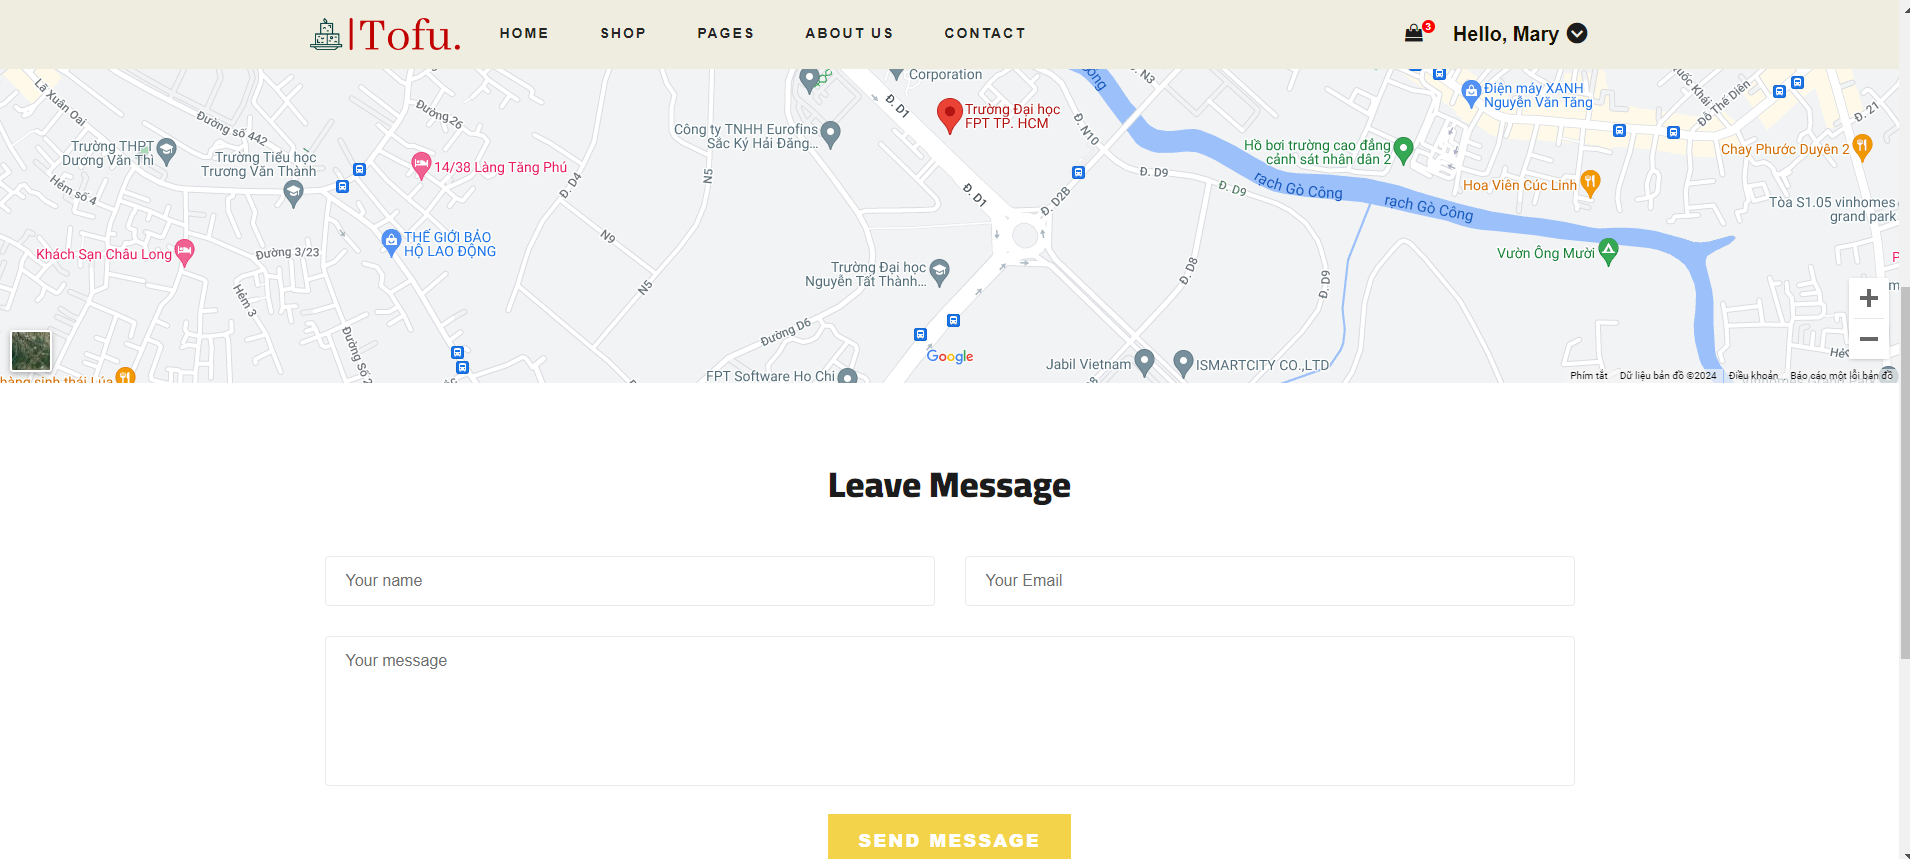 Tofu.
HOME
SHOP
PAGES
ABOUT US
CONTACT
3
Hello, Mary
Lã Xuân Oai
Đường số 442
Đường 26
Trường THPT
Dương Văn Thì
Trường Tiểu học
Trương Văn Thành
Hẻm số 4
14/38 Làng Tăng Phú
THẾ GIỚI BẢO
HỘ LAO ĐỘNG
Khách Sạn Châu Long
Đường 3/23
Hẻm 3
Corporation
Công ty TNHH Eurofins
Sắc Ký Hải Đăng...
Đ. D1
Trường Đại học
FPT TP. HCM
Đ. N10
Đ. N3
Đ. D4
N5
N9
N5
Đ. D1
Đ. D2B
Đ. D9
Đ. D9
Trường Đại học
Nguyễn Tất Thành...
Đường D6
Đ. D8
Đ. D9
rạch Gò Công
rạch Gò Công
Hồ bơi trường cao đẳng
cảnh sát nhân dân 2
Điện máy XANH
Nguyễn Văn Tăng
Đỗ Thế Diên
Đ. 21
Chay Phước Duyên 2
Hoa Viên Cúc Linh
Tòa S1.05 vinhomes
grand park
Vườn Ông Mười
Google
Jabil Vietnam
ISMARTCITY CO.,LTD
FPT Software Ho Chi
Phím tắt
Dữ liệu bản đồ ©2024
Điều khoản
Báo cáo một lỗi bản đồ
Leave Message
Your name
Your Email
Your message
SEND MESSAGE